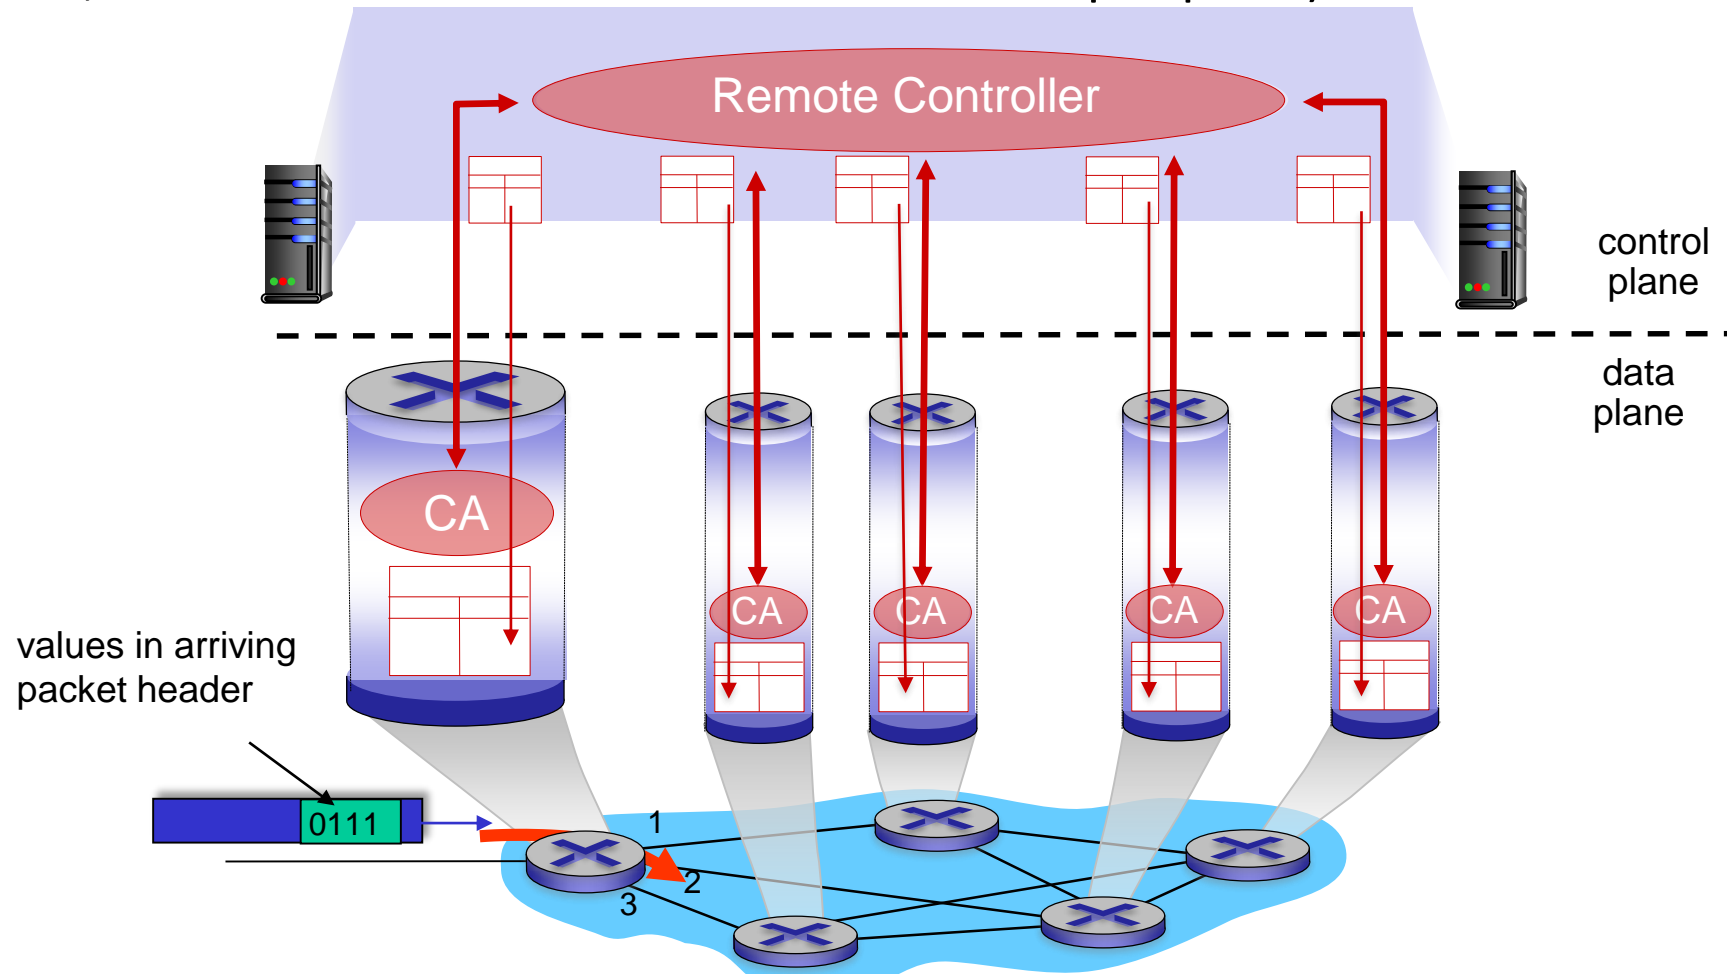 Remote Controller
control
plane
data
plane
CA
CA
CA
CA
CA
values in arriving
packet header
0111
1
2
3